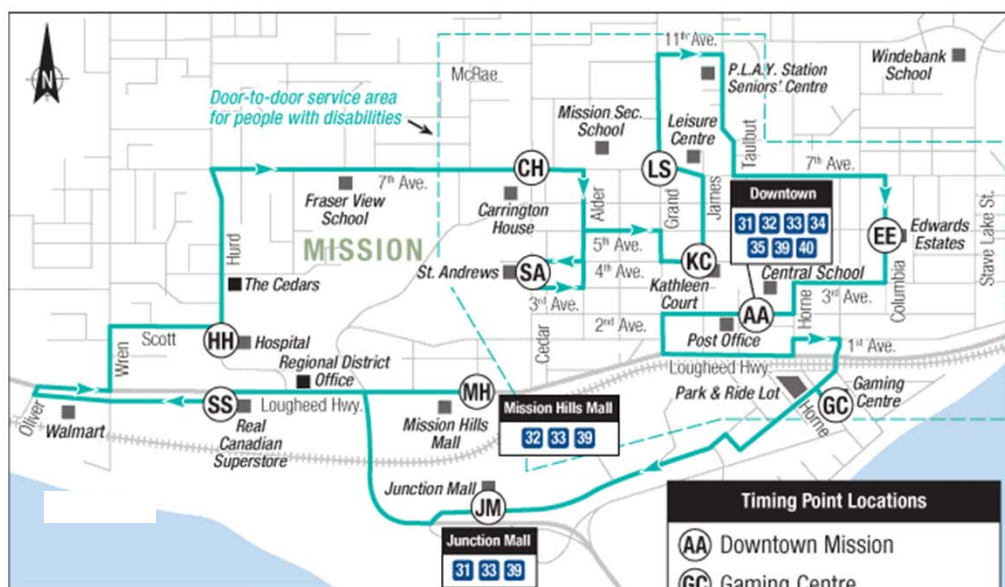 11th Ave.
Windebank
School
McRae
P.L.A.Y. Station
Seniors' Centre
N
Door-to-door service area
for people with disabilities
Mission Sec.
School
Leisure
Centre
Taulbut
CH
LS
7th Ave.
7th Ave.
Fraser View
School
Carrington
House
Alder
Grand
James
Downtown
31 32 33 34
35 39 40
EE
Edwards
Estates
Stave Lake St.
Hurd
MISSION
5th Ave.
St. Andrews
SA
4th Ave.
KC
Central School
The Cedars
3rd Ave.
Kathleen
Court
3rd Ave.
Columbia
AA
Horne
2nd Ave.
Scott
HH
Hospital
Cedar
Post Office
1st Ave.
Wren
Regional District
Office
Lougheed Hwy.
MH
Park & Ride Lot
Oliver
SS
Lougheed Hwy.
Mission Hills Mall
32 33 39
GC
Gaming
Centre
Horne
Walmart
Real
Canadian
Superstore
Mission Hills
Mall
Junction Mall
JM
Timing Point Locations
Junction Mall
31 33 39
AA Downtown Mission
GC Gaming Centre